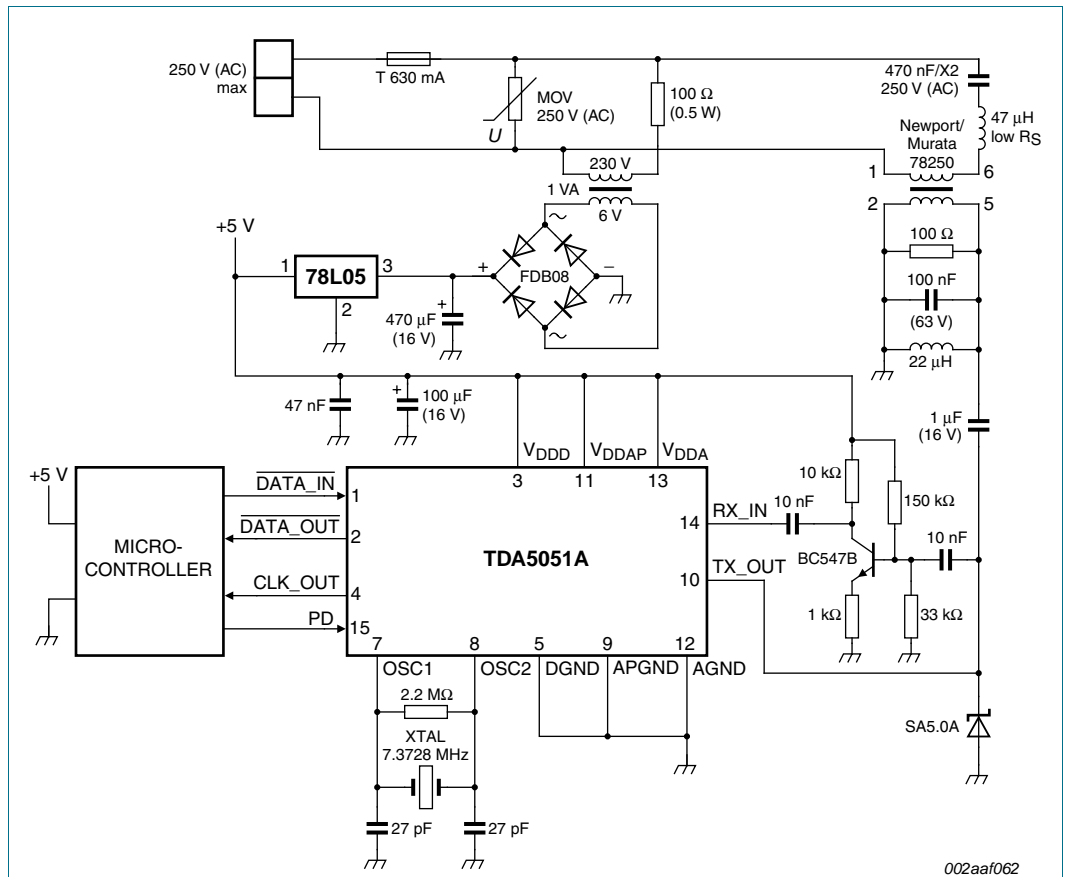 250 V (AC)
max
T 630 mA
MOV
250 V (AC)
U
100 Ω
(0.5 W)
470 nF/X2
250 V (AC)
47 μH
low RS
Newport/
Murata
78250
1
6
2
5
230 V
1 VA
6 V
+5 V
1
78L05
3
2
+
FDB08
−
∼
∼
+
470 μF
(16 V)
100 Ω
100 nF
(63 V)
22 μH
47 nF
+
100 μF
(16 V)
1 μF
(16 V)
VDDD
VDDAP
VDDA
3
11
13
+5 V
MICRO-
CONTROLLER
DATA_IN
1
DATA_OUT
2
CLK_OUT
4
PD
15
TDA5051A
14
RX_IN
10
TX_OUT
10 nF
10 kΩ
150 kΩ
BC547B
10 nF
1 kΩ
33 kΩ
7
8
5
9
12
OSC1
OSC2
DGND
APGND
AGND
2.2 MΩ
XTAL
7.3728 MHz
27 pF
27 pF
SA5.0A
002aaf062